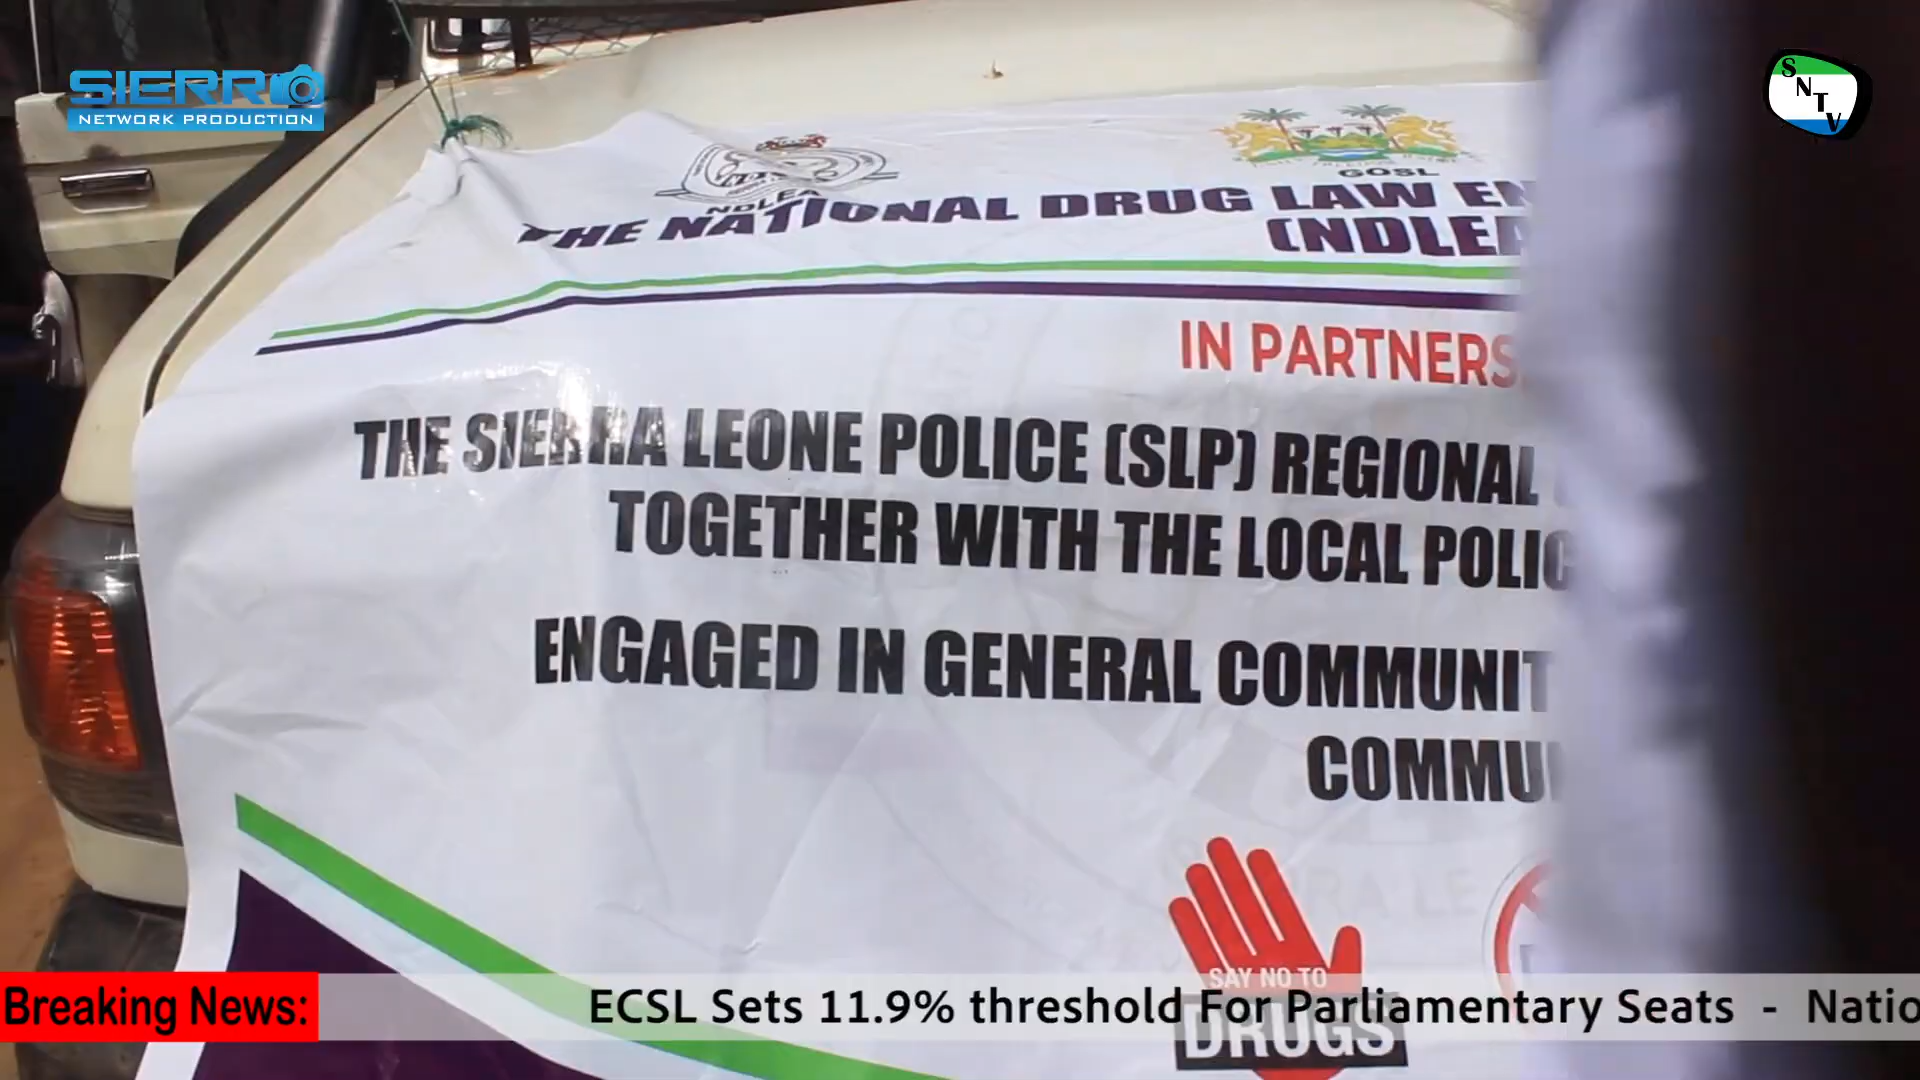 SIERRO
NETWORK PRODUCTION
SNTV
NDLEA
GOSL
THE NATIONAL DRUG LAW EN
(NDLEA
IN PARTNERS
THE SIERRA LEONE POLICE (SLP) REGIONAL
TOGETHER WITH THE LOCAL POLIC
ENGAGED IN GENERAL COMMUNIT
COMMU
SAY NO TO
DRUGS
Breaking News:
ECSL Sets 11.9% threshold For Parliamentary Seats - Natio